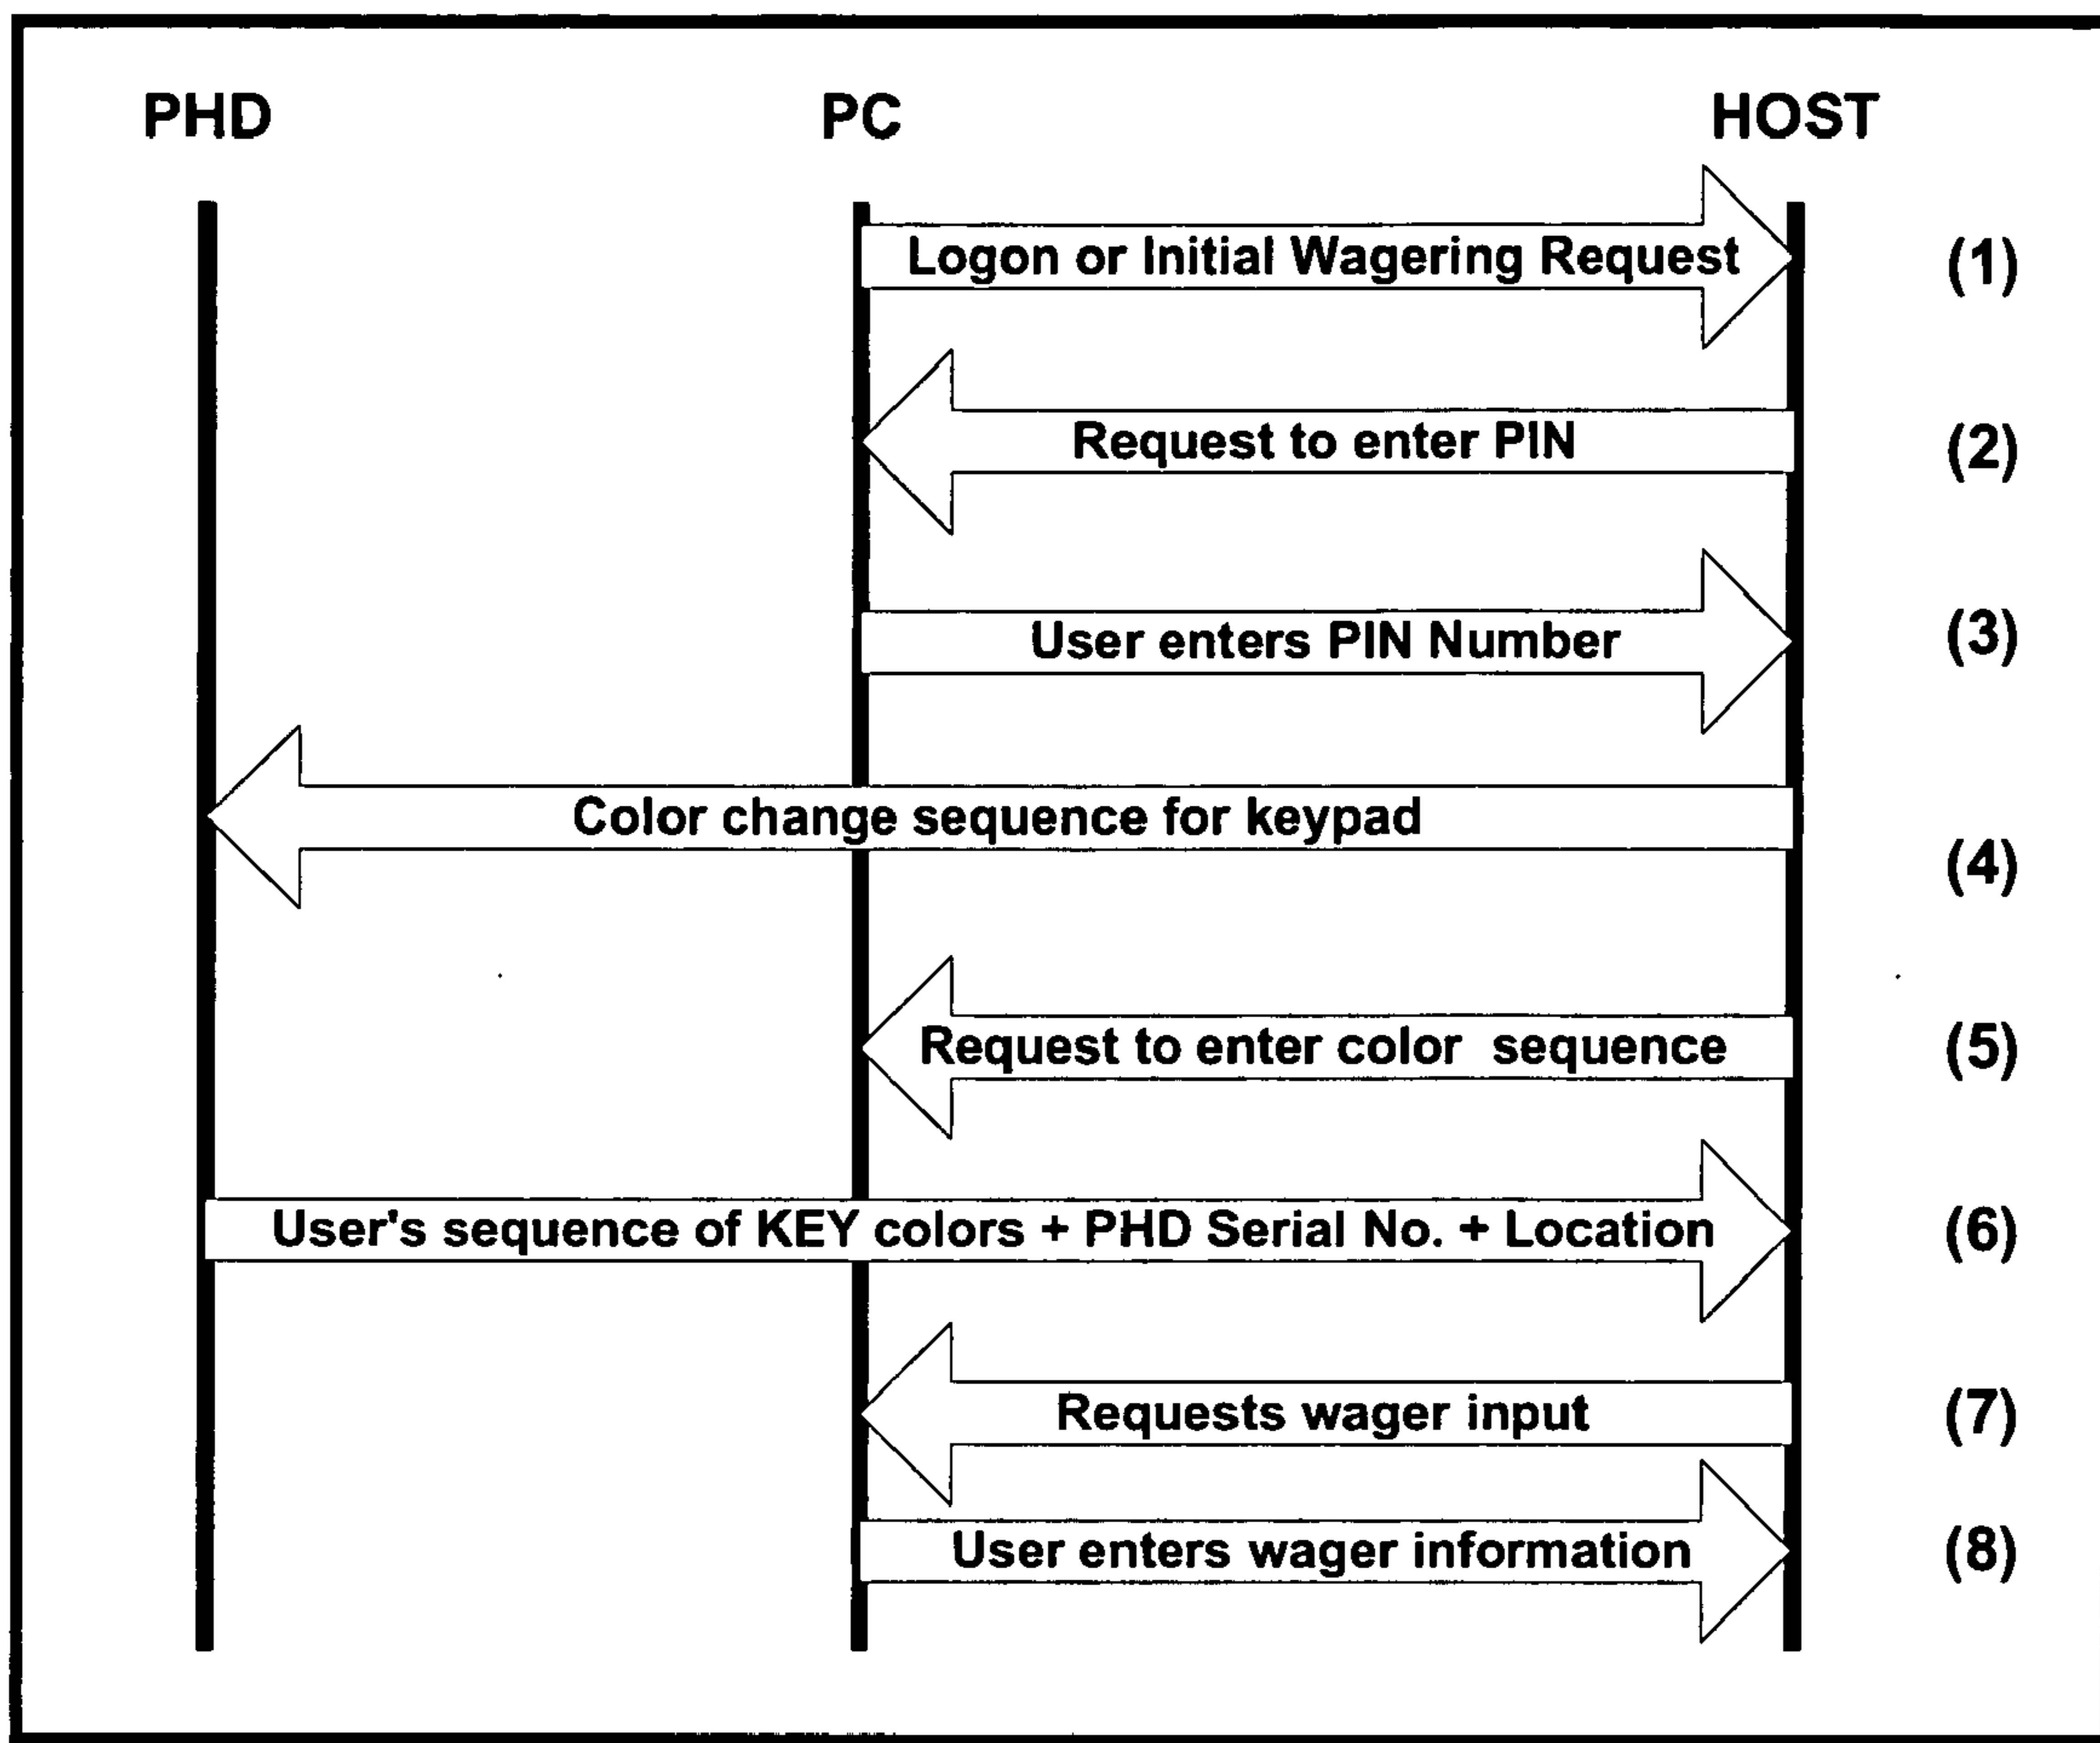 PHD PC HOST
Logon or Initial Wagering Request (1)
Request to enter PIN (2)
User enters PIN Number (3)
Color change sequence for keypad (4)
Request to enter color sequence (5)
User's sequence of KEY colors + PHD Serial No. + Location (6)
Requests wager input (7)
User enters wager information (8)